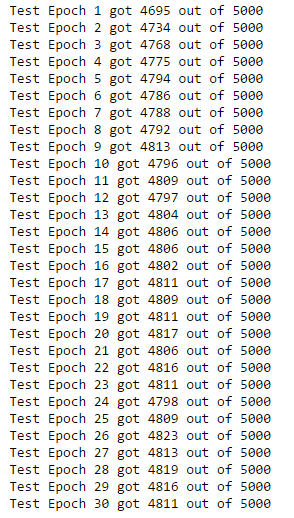 Test Epoch 1 got 4695 out of 5000
Test Epoch 2 got 4734 out of 5000
Test Epoch 3 got 4768 out of 5000
Test Epoch 4 got 4775 out of 5000
Test Epoch 5 got 4794 out of 5000
Test Epoch 6 got 4786 out of 5000
Test Epoch 7 got 4788 out of 5000
Test Epoch 8 got 4792 out of 5000
Test Epoch 9 got 4813 out of 5000
Test Epoch 10 got 4796 out of 5000
Test Epoch 11 got 4809 out of 5000
Test Epoch 12 got 4797 out of 5000
Test Epoch 13 got 4804 out of 5000
Test Epoch 14 got 4806 out of 5000
Test Epoch 15 got 4806 out of 5000
Test Epoch 16 got 4802 out of 5000
Test Epoch 17 got 4811 out of 5000
Test Epoch 18 got 4809 out of 5000
Test Epoch 19 got 4811 out of 5000
Test Epoch 20 got 4817 out of 5000
Test Epoch 21 got 4806 out of 5000
Test Epoch 22 got 4816 out of 5000
Test Epoch 23 got 4811 out of 5000
Test Epoch 24 got 4798 out of 5000
Test Epoch 25 got 4809 out of 5000
Test Epoch 26 got 4823 out of 5000
Test Epoch 27 got 4813 out of 5000
Test Epoch 28 got 4819 out of 5000
Test Epoch 29 got 4816 out of 5000
Test Epoch 30 got 4811 out of 5000